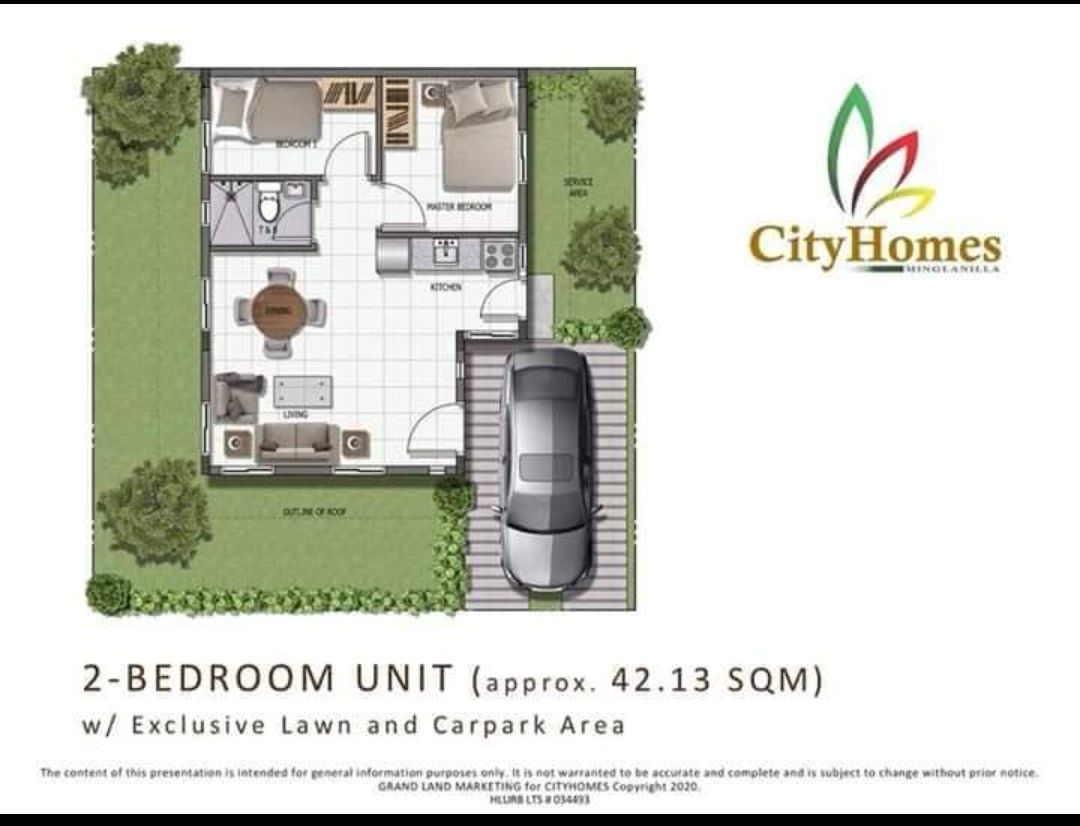 BEDROOM 1
SERVICE
AREA
MASTER BEDROOM
T & B
CityHomes
MINGLANILLA
KITCHEN
DINING
LIVING
OUTLINE OF ROOF
2-BEDROOM UNIT (approx. 42.13 SQM)
w/ Exclusive Lawn and Carpark Area
The content of this presentation is intended for general information purposes only. It is not warranted to be accurate and complete and is subject to change without prior notice.
GRAND LAND MARKETING for CITYHOMES Copyright 2020.
HLURB LTS # 034493